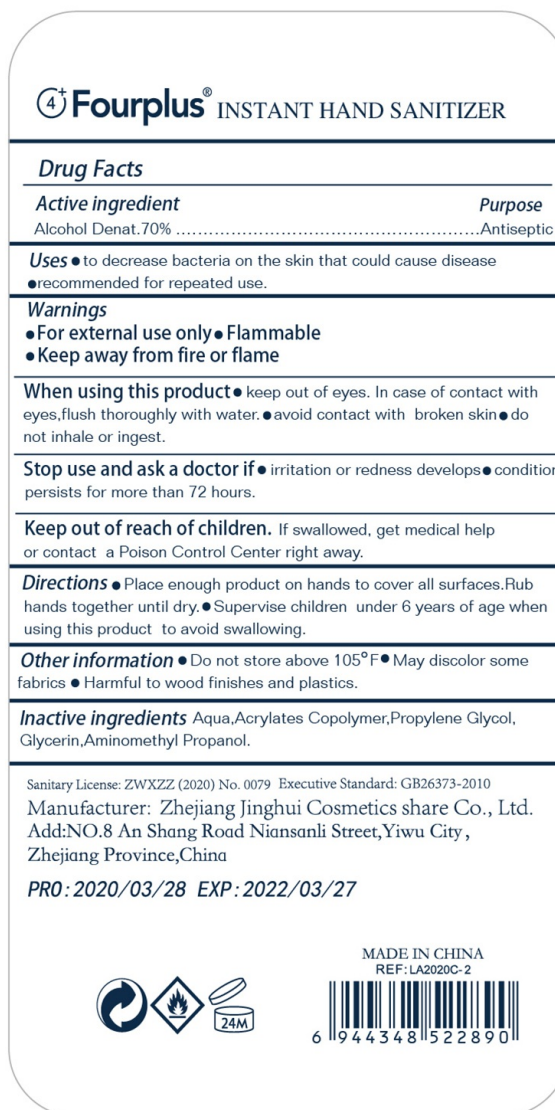 4+ Fourplus® INSTANT HAND SANITIZER
Drug Facts
Active ingredient Purpose
Alcohol Denat.70% ........................................................Antiseptic
Uses ● to decrease bacteria on the skin that could cause disease
●recommended for repeated use.
Warnings
●For external use only● Flammable
●Keep away from fire or flame
When using this product● keep out of eyes. In case of contact with
eyes,flush thoroughly with water.●avoid contact with broken skin● do
not inhale or ingest.
Stop use and ask a doctor if● irritation or redness develops● condition
persists for more than 72 hours.
Keep out of reach of children. If swallowed, get medical help
or contact a Poison Control Center right away.
Directions ● Place enough product on hands to cover all surfaces.Rub
hands together until dry.●Supervise children under 6 years of age when
using this product to avoid swallowing.
Other information ● Do not store above 105°F● May discolor some
fabrics ● Harmful to wood finishes and plastics.
Inactive ingredients Aqua,Acrylates Copolymer,Propylene Glycol,
Glycerin,Aminomethyl Propanol.
Sanitary License: ZWXZZ (2020) No. 0079 Executive Standard: GB26373-2010
Manufacturer: Zhejiang Jinghui Cosmetics share Co., Ltd.
Add:NO.8 An Shang Road Niansanli Street,Yiwu City,
Zhejiang Province,China
PRO: 2020/03/28 EXP: 2022/03/27
MADE IN CHINA
REF:LA2020C-2
24M
6 944348 522890